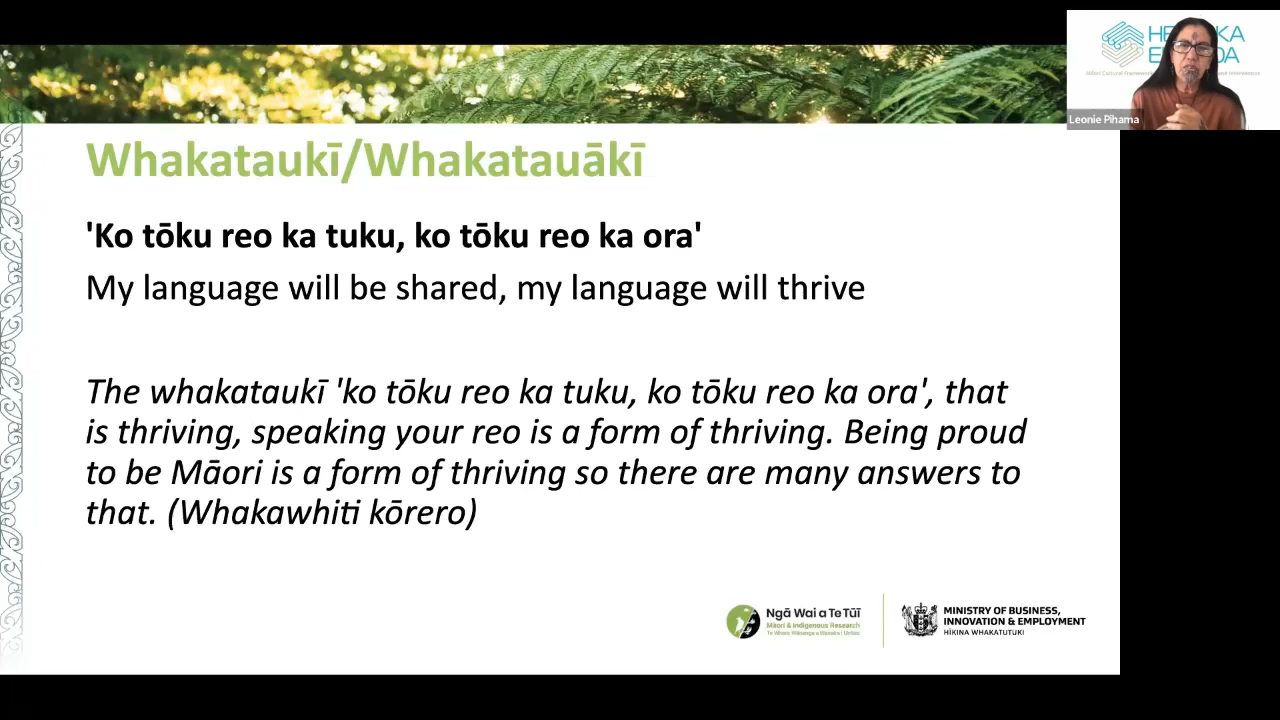 Whakataukī/Whakatauākī
'Ko tōku reo ka tuku, ko tōku reo ka ora'
My language will be shared, my language will thrive
The whakataukī 'ko tōku reo ka tuku, ko tōku reo ka ora', that
is thriving, speaking your reo is a form of thriving. Being proud
to be Māori is a form of thriving so there are many answers to
that. (Whakawhiti kōrero)
Ngā Wai a Te Tūī
Māori & Indigenous Research
MINISTRY OF BUSINESS,
INNOVATION & EMPLOYMENT
HĪKINA WHAKATUTUKI
Leonie Pihama